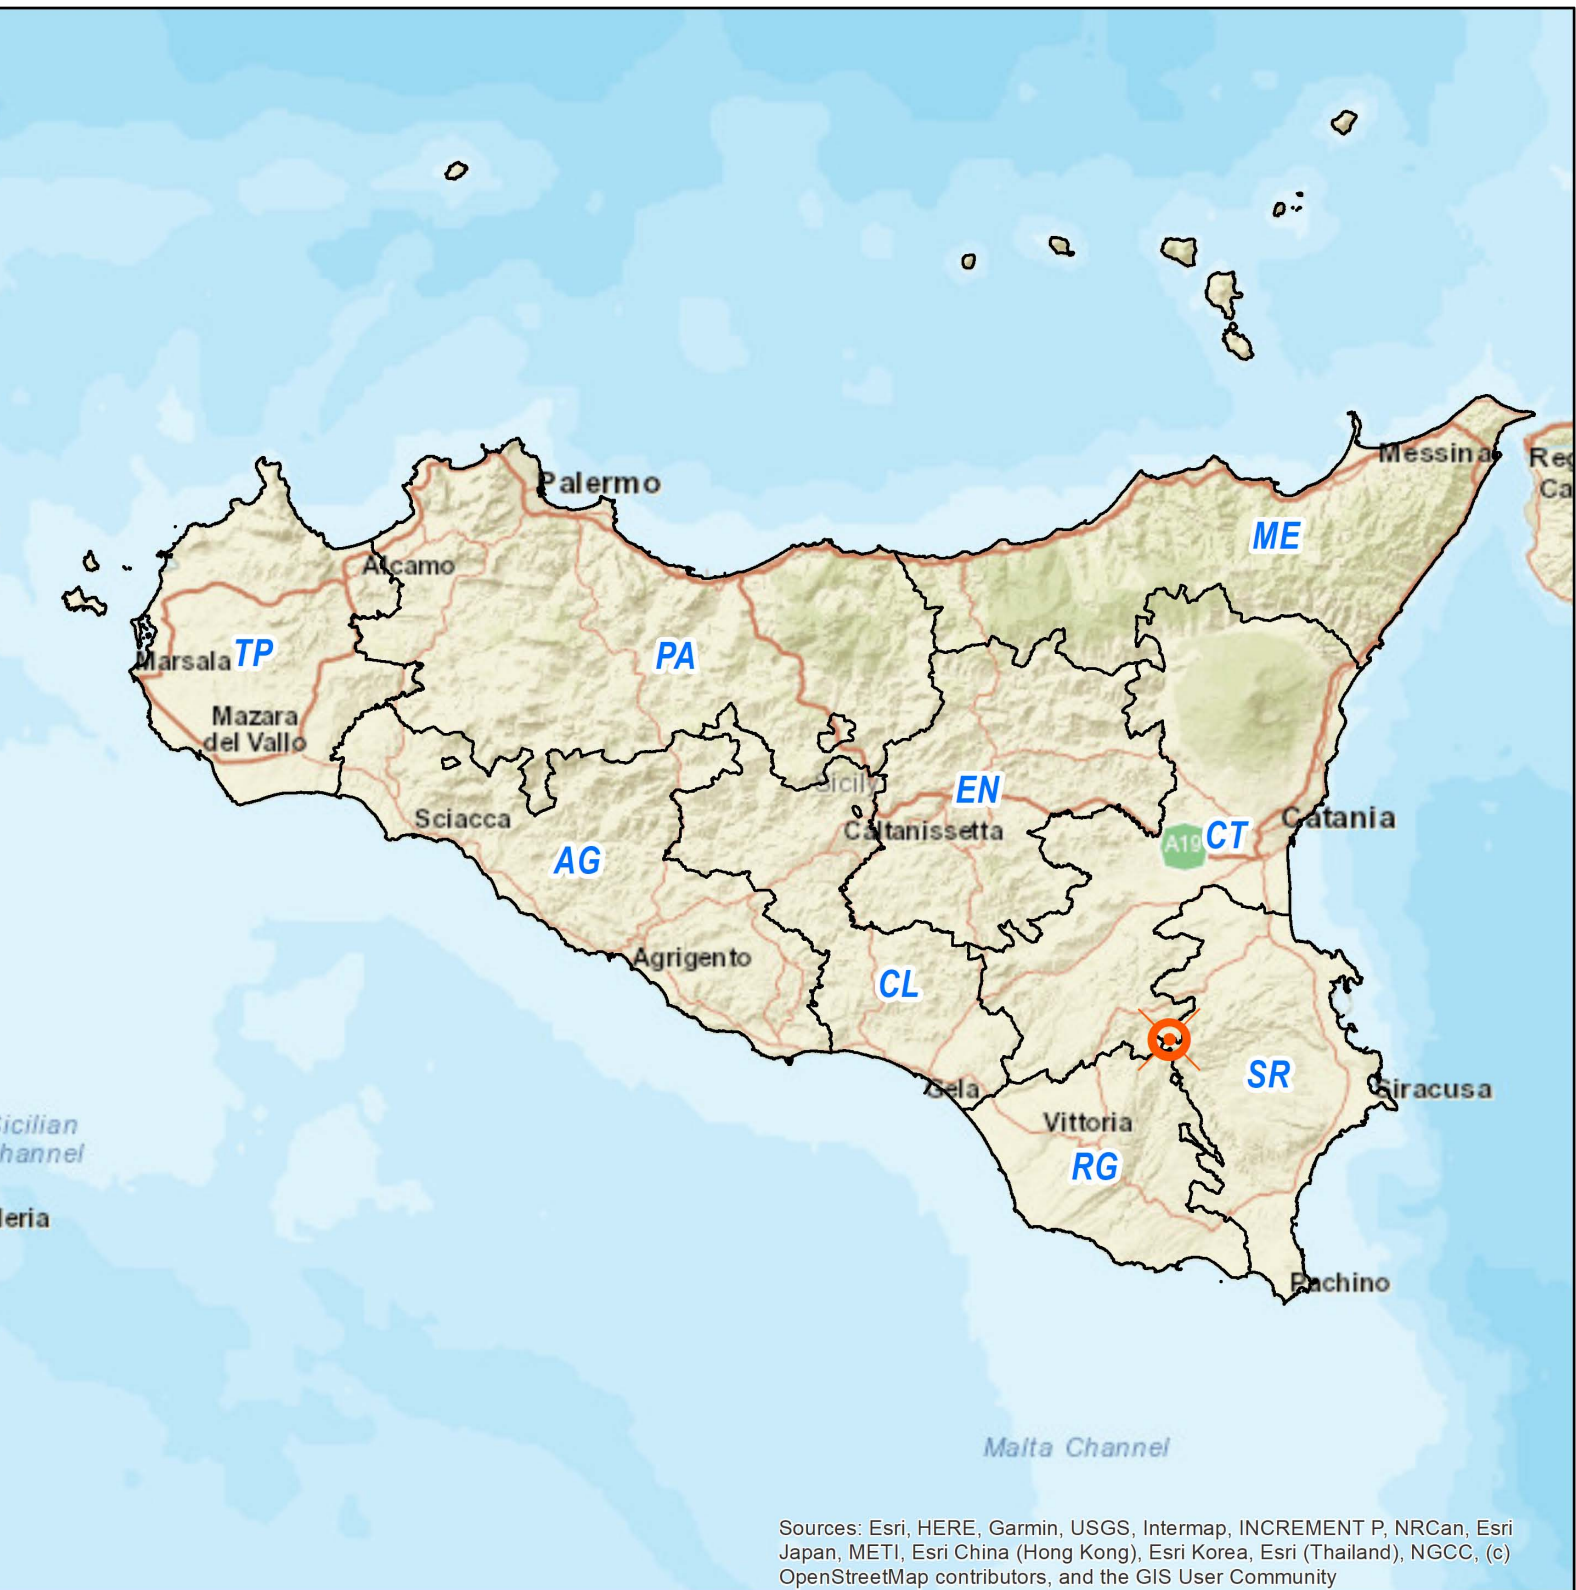 Palermo
Messina
Reg
Ca
ME
Alcamo
TP
PA
Marsala
Mazara
del Vallo
Sicily
EN
Sciacca
Caltanissetta
A19
CT
Catania
AG
Agrigento
CL
SR
Gela
Siracusa
Vittoria
RG
Sicilian
hannel
leria
Pachino
Malta Channel
Sources: Esri, HERE, Garmin, USGS, Intermap, INCREMENT P, NRCan, Esri
Japan, METI, Esri China (Hong Kong), Esri Korea, Esri (Thailand), NGCC, (c)
OpenStreetMap contributors, and the GIS User Community